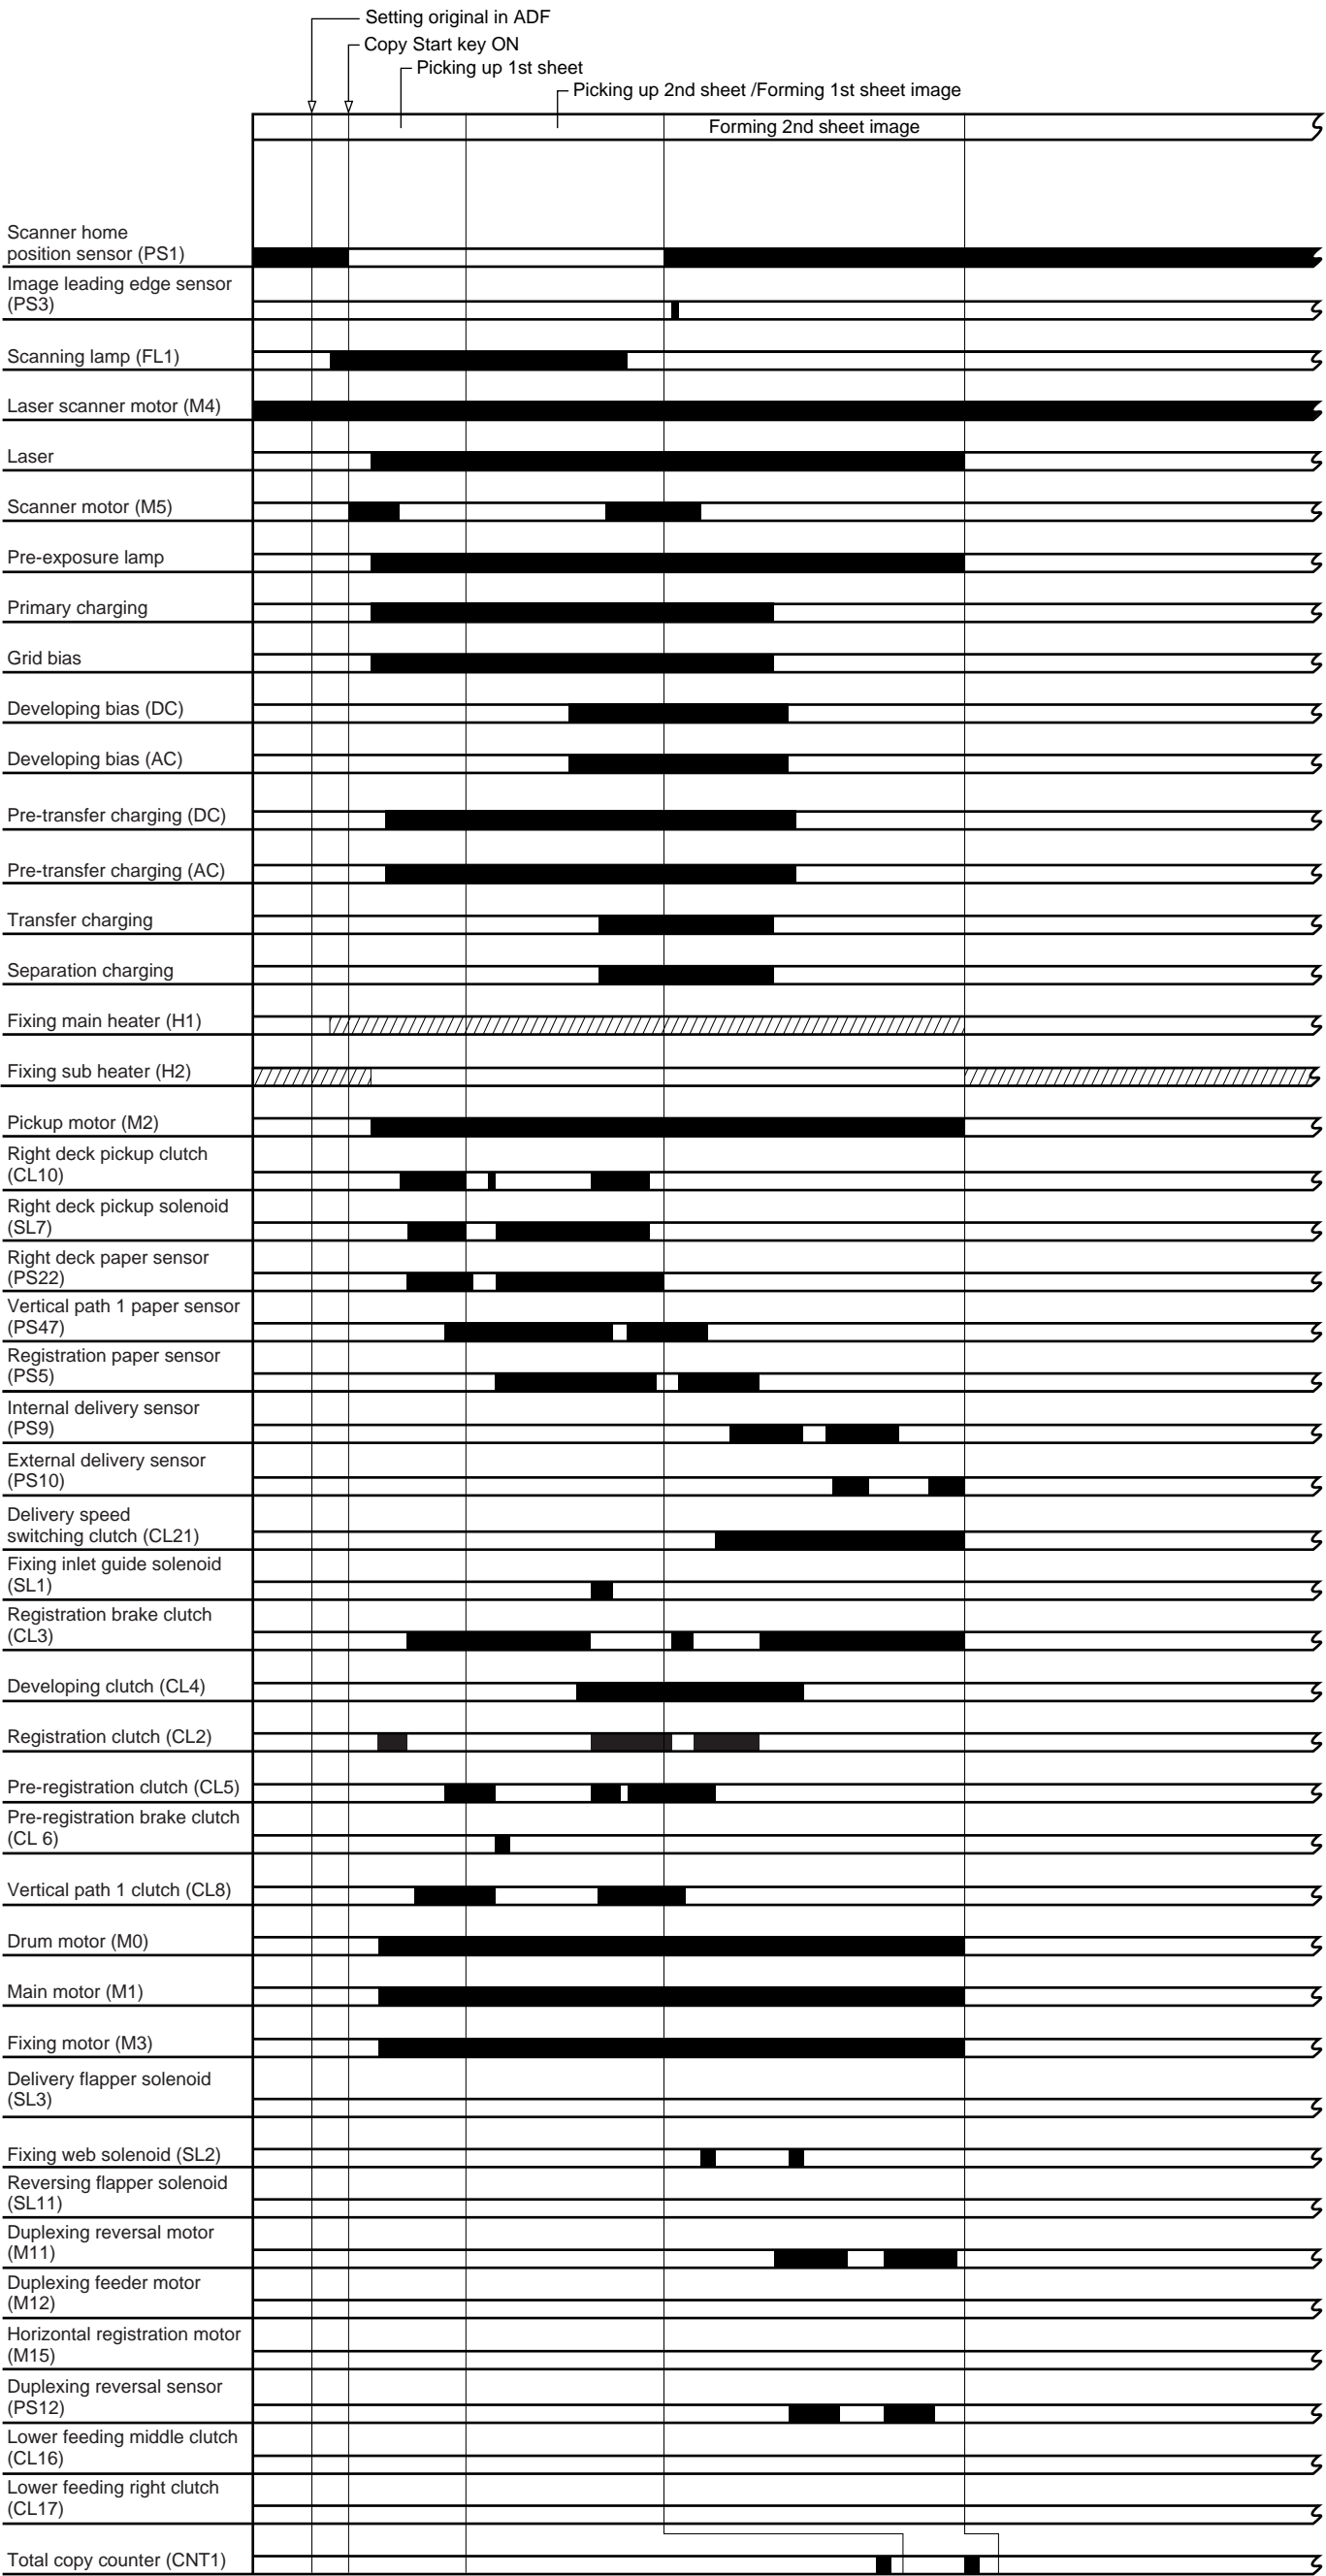 Setting original in ADF
Copy Start key ON
Picking up 1st sheet
Picking up 2nd sheet /Forming 1st sheet image
Forming 2nd sheet image
Scanner home
position sensor (PS1)
Image leading edge sensor
(PS3)
Scanning lamp (FL1)
Laser scanner motor (M4)
Laser
Scanner motor (M5)
Pre-exposure lamp
Primary charging
Grid bias
Developing bias (DC)
Developing bias (AC)
Pre-transfer charging (DC)
Pre-transfer charging (AC)
Transfer charging
Separation charging
Fixing main heater (H1)
Fixing sub heater (H2)
Pickup motor (M2)
Right deck pickup clutch
(CL10)
Right deck pickup solenoid
(SL7)
Right deck paper sensor
(PS22)
Vertical path 1 paper sensor
(PS47)
Registration paper sensor
(PS5)
Internal delivery sensor
(PS9)
External delivery sensor
(PS10)
Delivery speed
switching clutch (CL21)
Fixing inlet guide solenoid
(SL1)
Registration brake clutch
(CL3)
Developing clutch (CL4)
Registration clutch (CL2)
Pre-registration clutch (CL5)
Pre-registration brake clutch
(CL 6)
Vertical path 1 clutch (CL8)
Drum motor (M0)
Main motor (M1)
Fixing motor (M3)
Delivery flapper solenoid
(SL3)
Fixing web solenoid (SL2)
Reversing flapper solenoid
(SL11)
Duplexing reversal motor
(M11)
Duplexing feeder motor
(M12)
Horizontal registration motor
(M15)
Duplexing reversal sensor
(PS12)
Lower feeding middle clutch
(CL16)
Lower feeding right clutch
(CL17)
Total copy counter (CNT1)